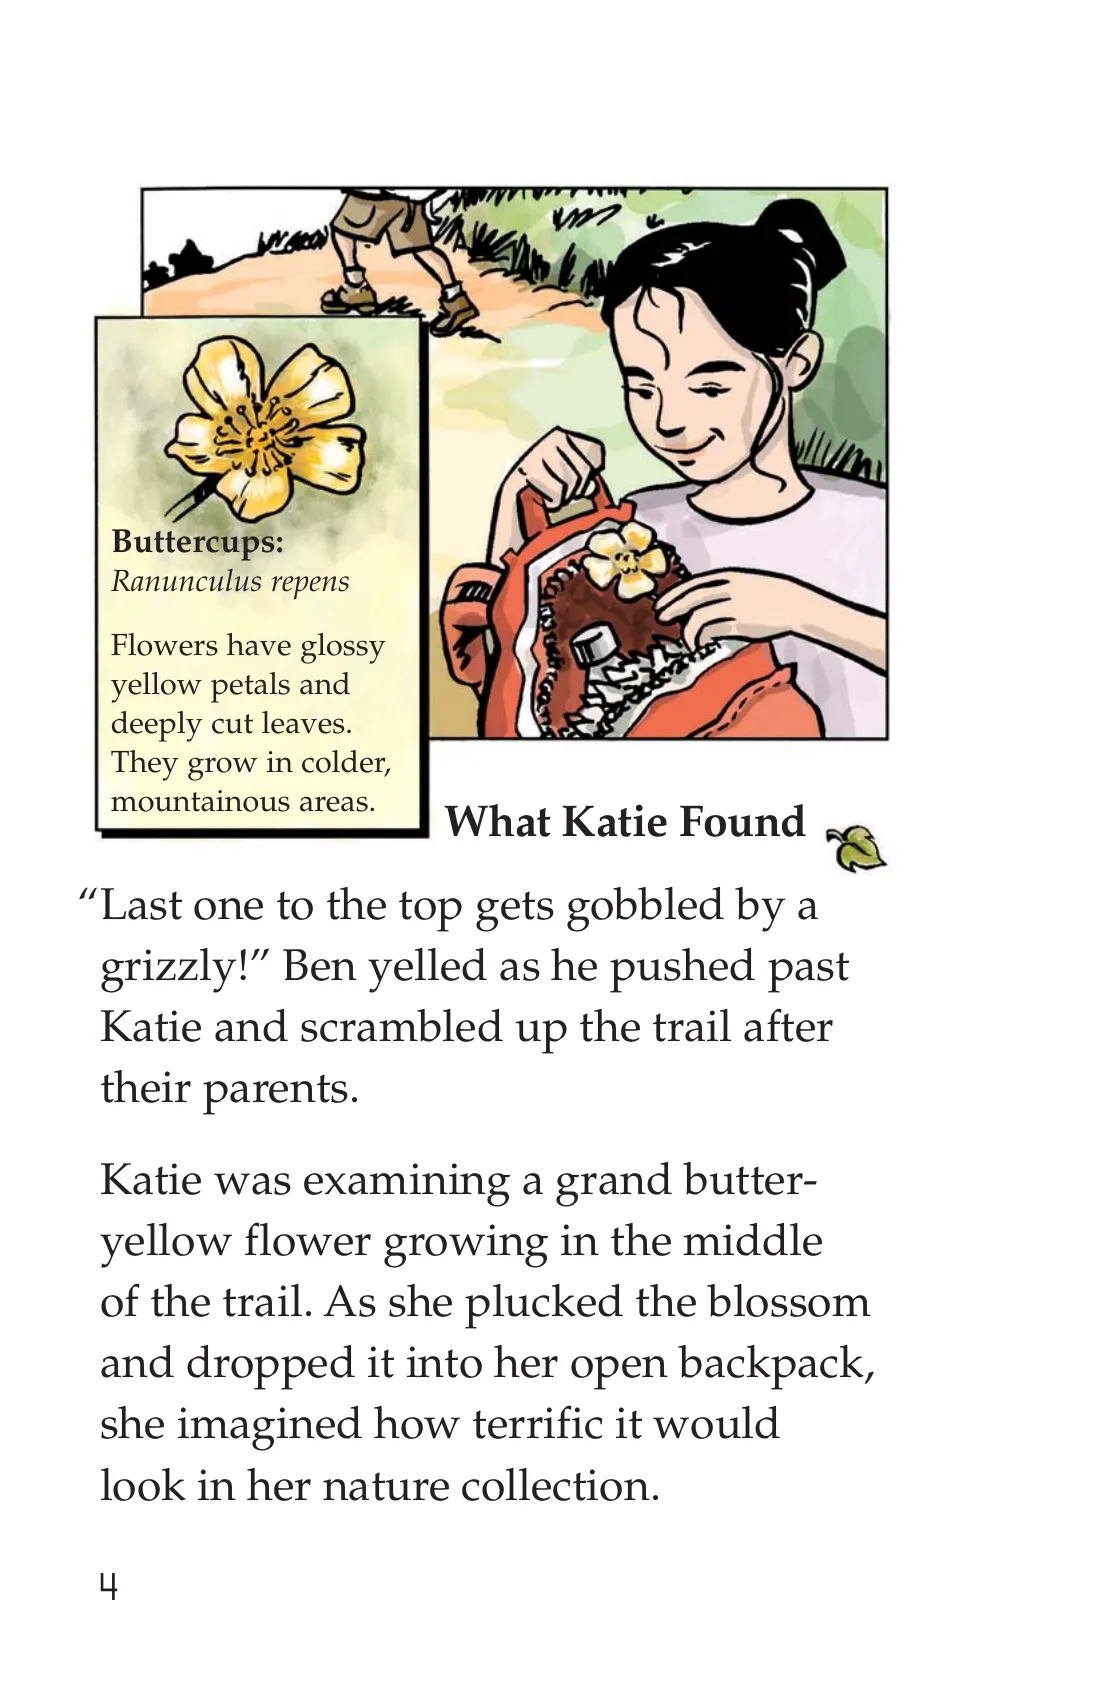 Buttercups:
Ranunculus repens
Flowers have glossy
yellow petals and
deeply cut leaves.
They grow in colder,
mountainous areas.
What Katie Found
“Last one to the top gets gobbled by a
grizzly!” Ben yelled as he pushed past
Katie and scrambled up the trail after
their parents.
Katie was examining a grand butter-
yellow flower growing in the middle
of the trail. As she plucked the blossom
and dropped it into her open backpack,
she imagined how terrific it would
look in her nature collection.
4